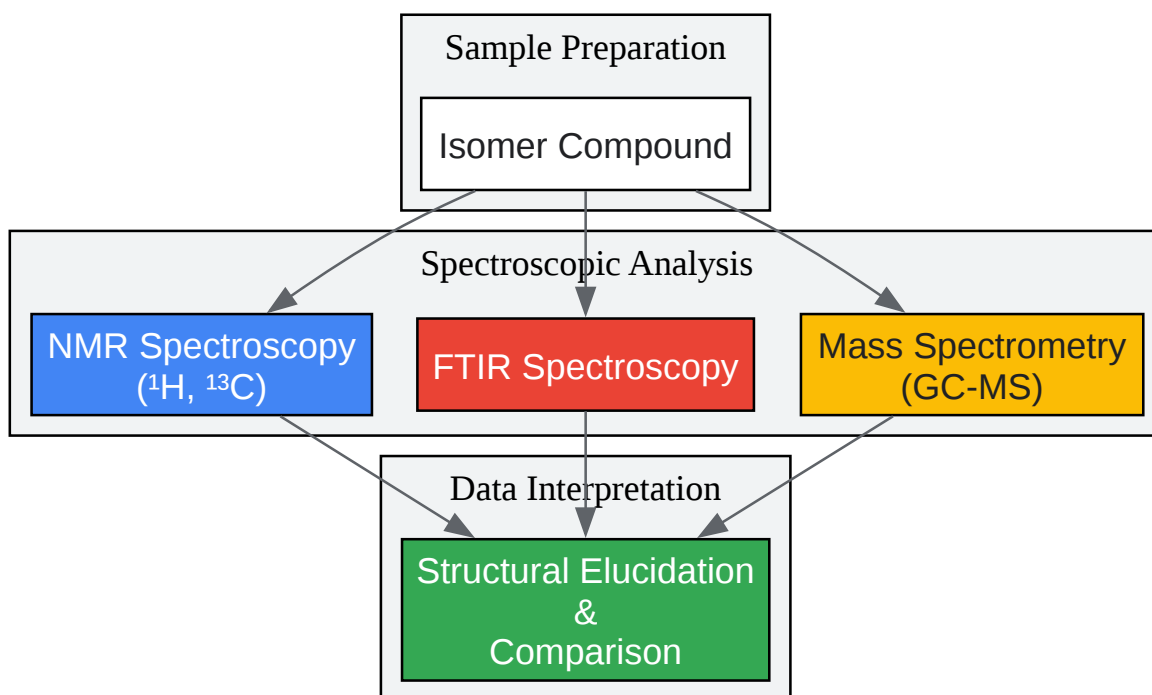 Sample Preparation
Isomer Compound
Spectroscopic Analysis
NMR Spectroscopy
(¹H, ¹³C)
FTIR Spectroscopy
Mass Spectrometry
(GC-MS)
Data Interpretation
Structural Elucidation
&
Comparison